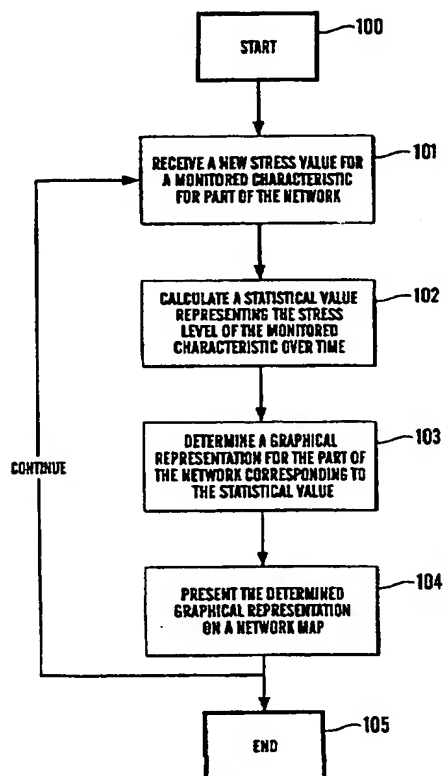 START
100
RECEIVE A NEW STRESS VALUE FOR
A MONITORED CHARACTERISTIC
FOR PART OF THE NETWORK
101
CALCULATE A STATISTICAL VALUE
REPRESENTING THE STRESS
LEVEL OF THE MONITORED
CHARACTERISTIC OVER TIME
102
DETERMINE A GRAPHICAL
REPRESENTATION FOR THE PART OF
THE NETWORK CORRESPONDING TO
THE STATISTICAL VALUE
103
CONTINUE
PRESENT THE DETERMINED
GRAPHICAL REPRESENTATION
ON A NETWORK MAP
104
END
105